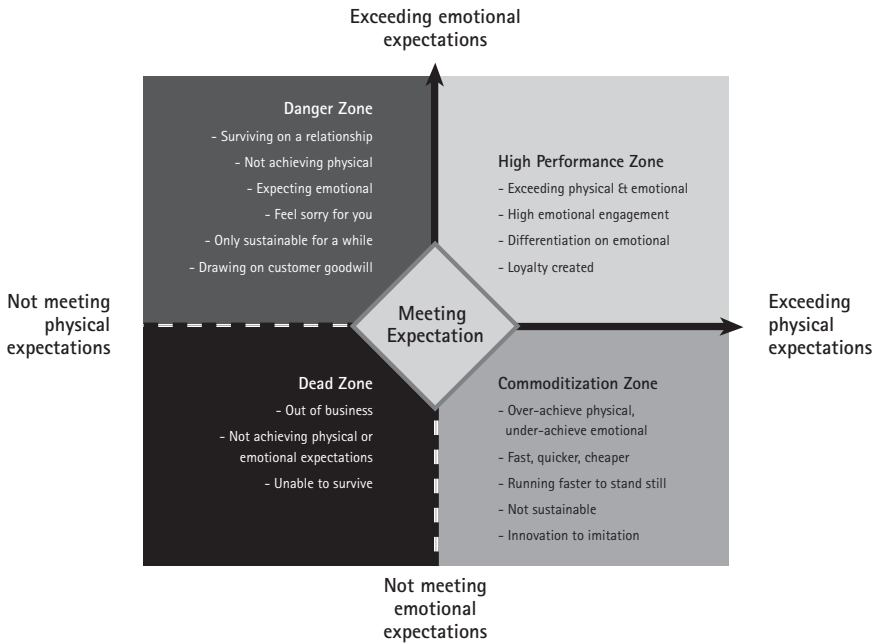 Exceeding emotional
expectations
Danger Zone
- Surviving on a relationship
- Not achieving physical
- Expecting emotional
- Feel sorry for you
- Only sustainable for a while
- Drawing on customer goodwill
High Performance Zone
- Exceeding physical & emotional
- High emotional engagement
- Differentiation on emotional
- Loyalty created
Not meeting
physical
expectations
Meeting
Expectation
Exceeding
physical
expectations
Dead Zone
- Out of business
- Not achieving physical or
emotional expectations
- Unable to survive
Commoditization Zone
- Over-achieve physical,
under-achieve emotional
- Fast, quicker, cheaper
- Running faster to stand still
- Not sustainable
- Innovation to imitation
Not meeting
emotional
expectations